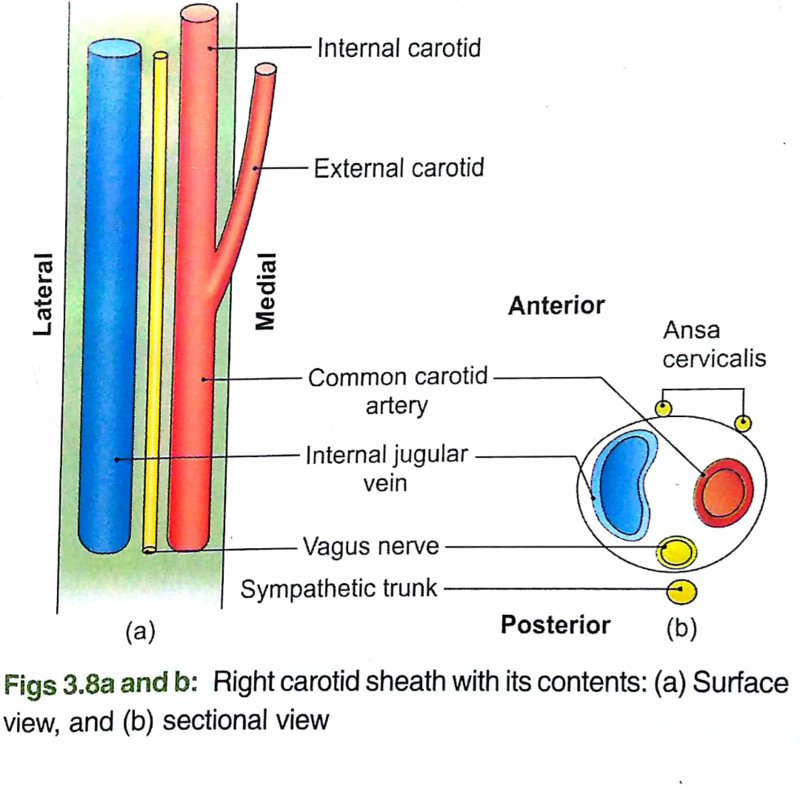 Internal carotid
External carotid
Lateral
Medial
Anterior
Ansa
cervicalis
Common carotid
artery
Internal jugular
vein
Vagus nerve
Sympathetic trunk
Posterior
(a)
(b)
Figs 3.8a and b: Right carotid sheath with its contents: (a) Surface
view, and (b) sectional view